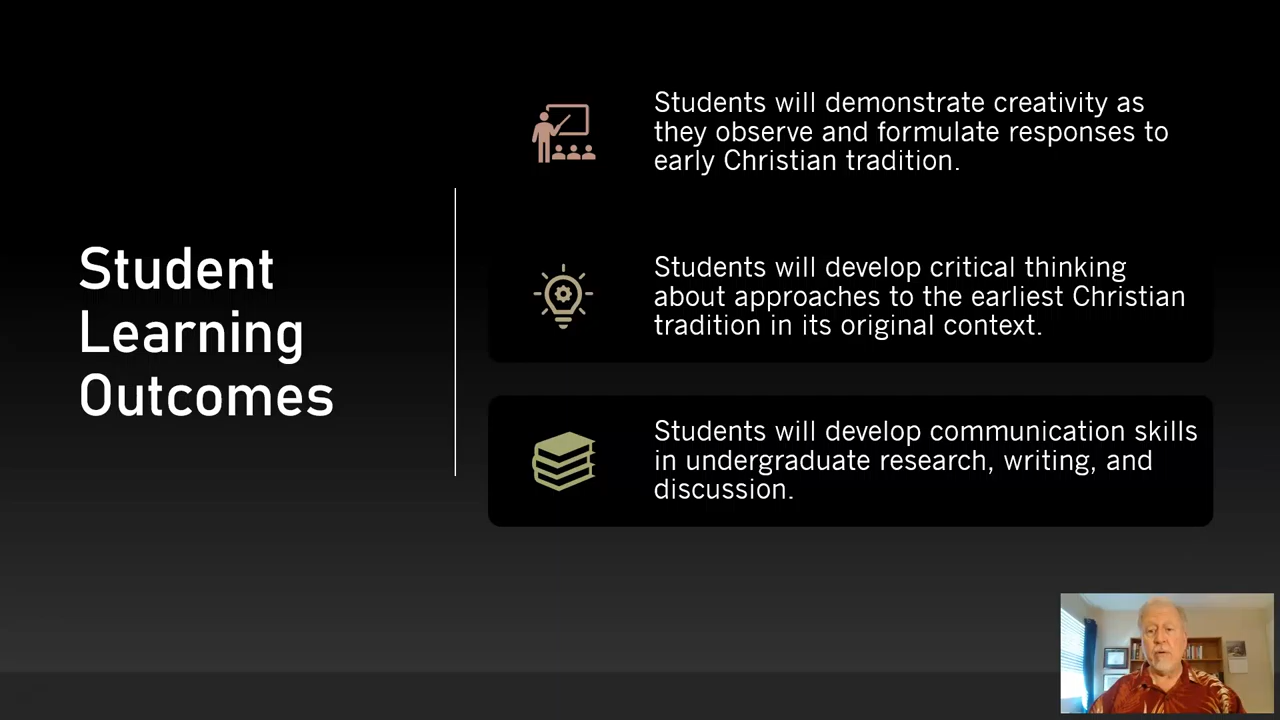 Student
Learning
Outcomes
Students will demonstrate creativity as
they observe and formulate responses to
early Christian tradition.
Students will develop critical thinking
about approaches to the earliest Christian
tradition in its original context.
Students will develop communication skills
in undergraduate research, writing, and
discussion.